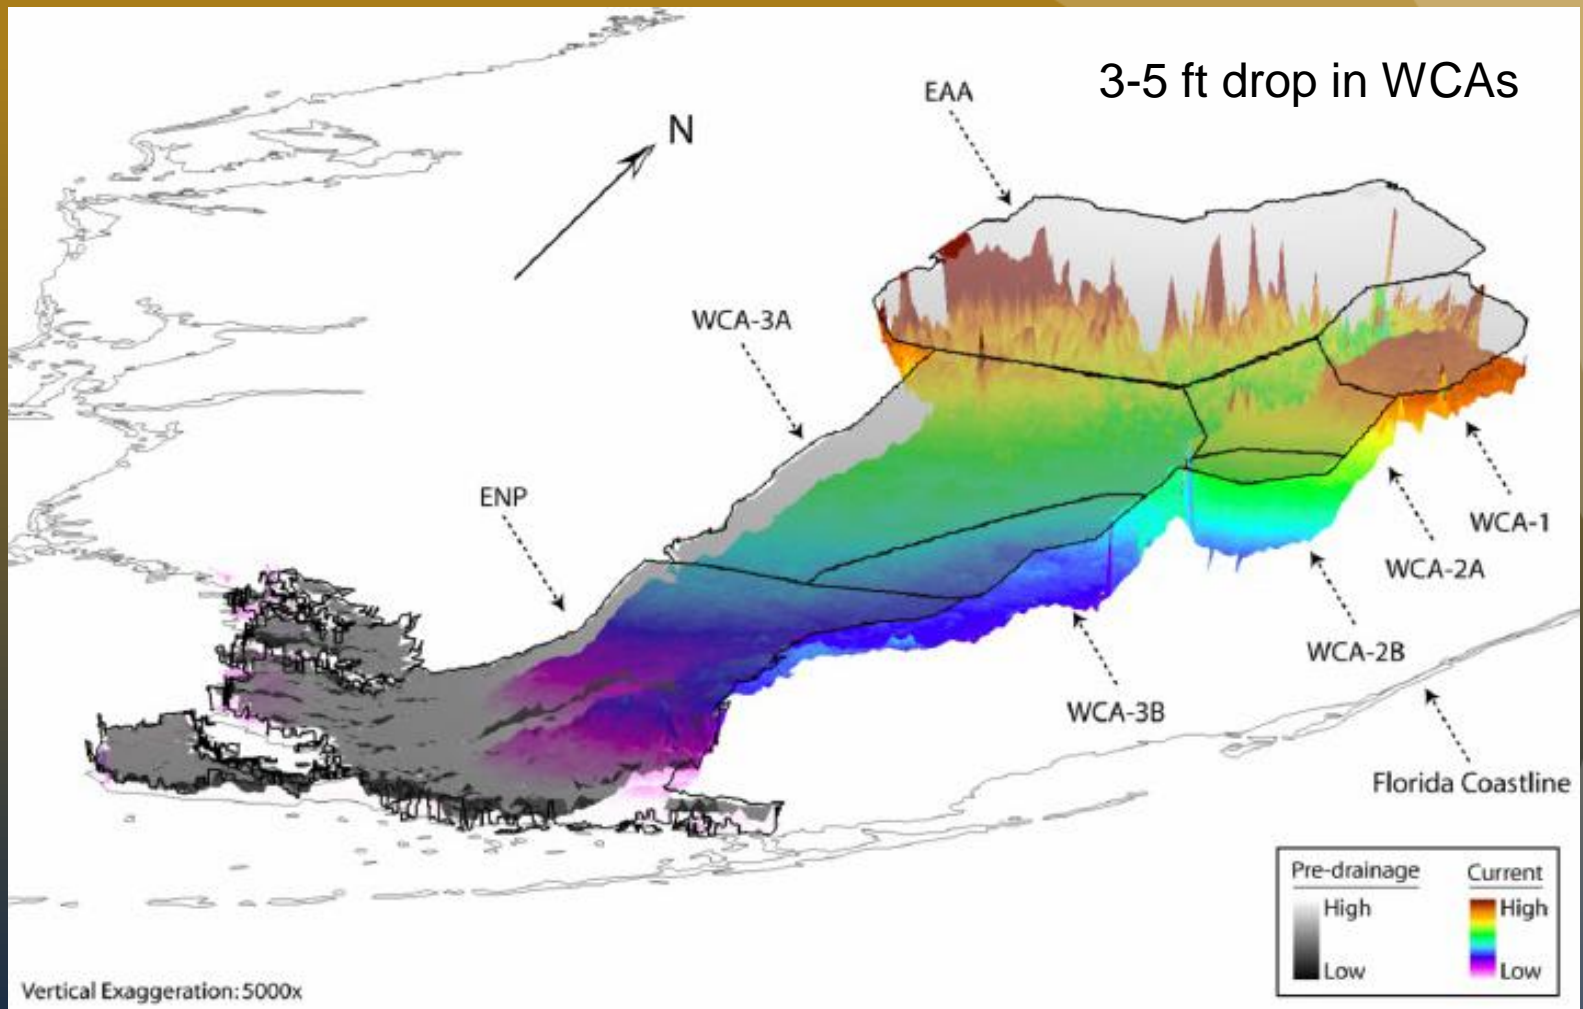 3-5 ft drop in WCAs
EAA
N
WCA-3A
ENP
WCA-1
WCA-2A
WCA-2B
WCA-3B
Florida Coastline
Pre-drainage
Current
High
High
Low
Low
Vertical Exaggeration: 5000x